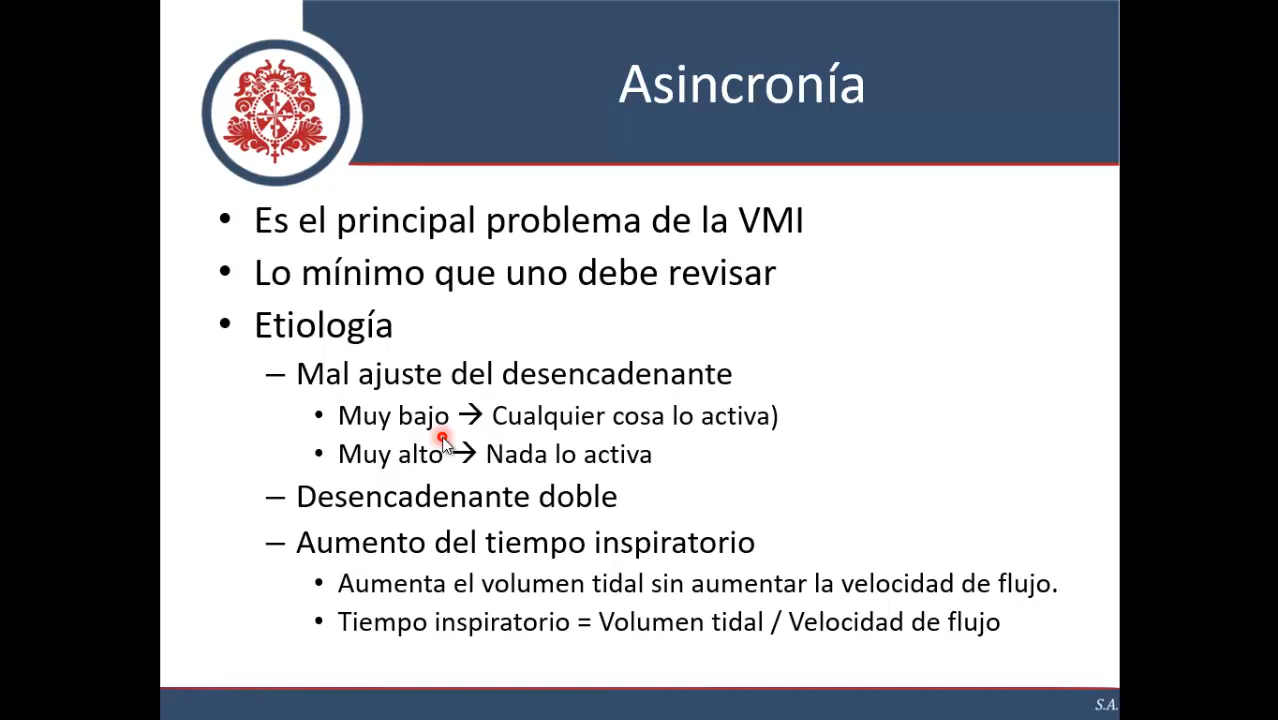 Asincronía
• Es el principal problema de la VMI
• Lo mínimo que uno debe revisar
• Etiología
– Mal ajuste del desencadenante
• Muy bajo → Cualquier cosa lo activa)
• Muy alto → Nada lo activa
– Desencadenante doble
– Aumento del tiempo inspiratorio
• Aumenta el volumen tidal sin aumentar la velocidad de flujo.
• Tiempo inspiratorio = Volumen tidal / Velocidad de flujo
S.A.